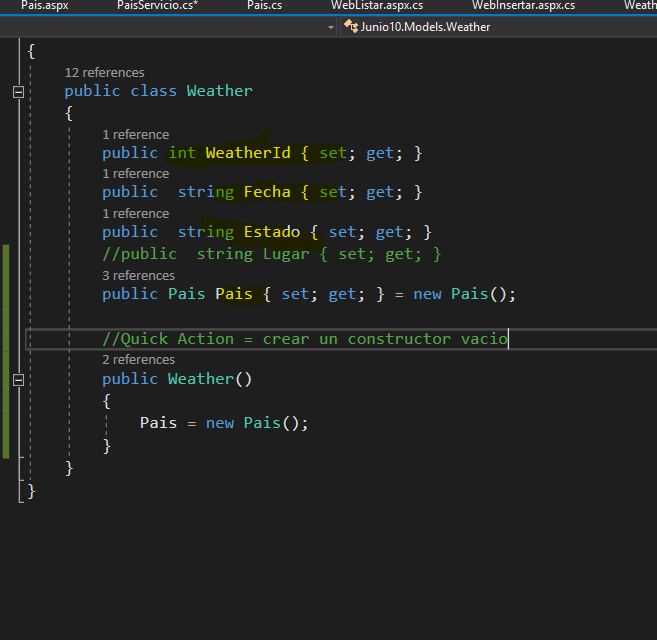 Pais.aspx PaisServicio.cs* Pais.cs WebListar.aspx.cs WebInsertar.aspx.cs Weath
Junio10.Models.Weather
{
12 references
public class Weather
{
1 reference
public int WeatherId { set; get; }
1 reference
public  string Fecha { set; get; }
1 reference
public  string Estado { set; get; }
//public  string Lugar { set; get; }
3 references
public Pais Pais { set; get; } = new Pais();
//Quick Action = crear un constructor vacio
2 references
public Weather()
{
Pais = new Pais();
}
}
}